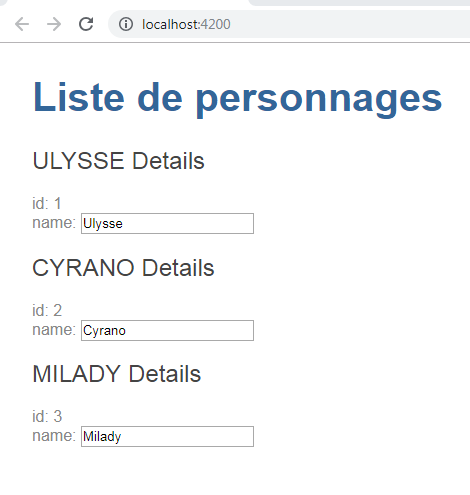 localhost:4200
Liste de personnages
ULYSSE Details
id: 1
name: Ulysse
CYRANO Details
id: 2
name: Cyrano
MILADY Details
id: 3
name: Milady